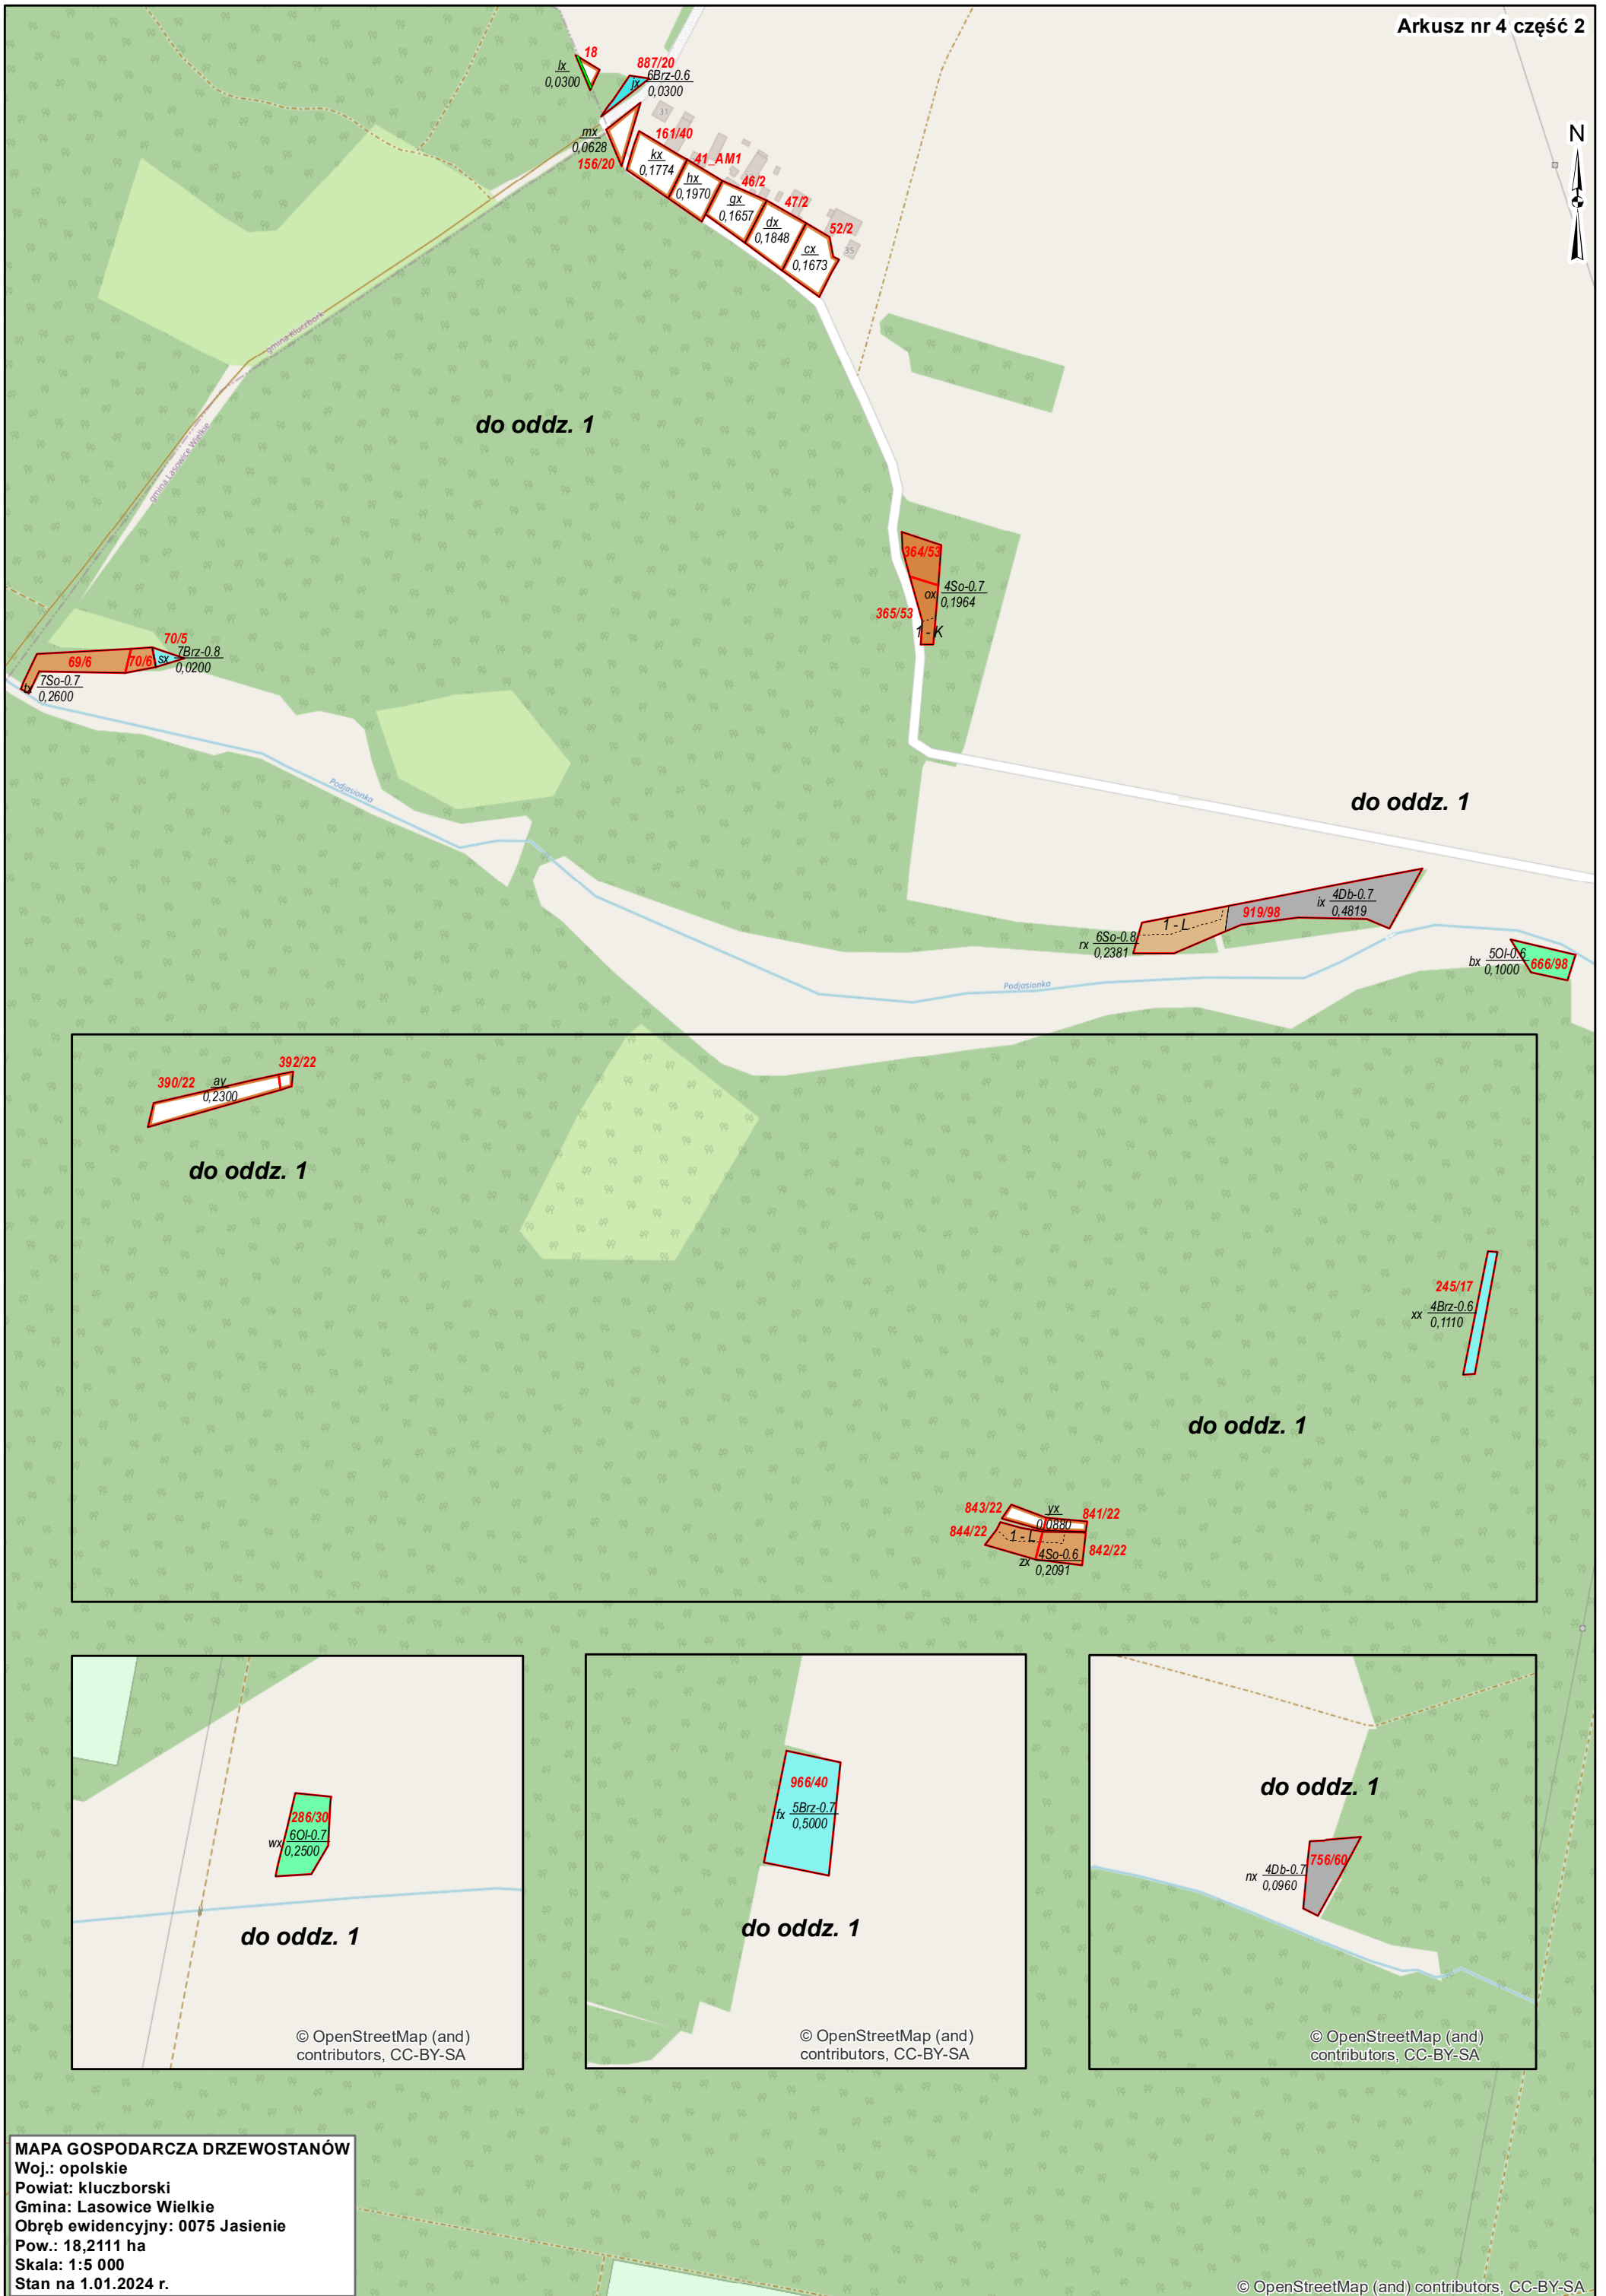 Arkusz nr 4 część 2
N
18
lx
0,0300
887/20
jx
6Brz-0.6
0,0300
31
mx
0,0628
156/20
161/40
kx
0,1774
41_AM1
hx
0,1970
46/2
gx
0,1657
47/2
dx
0,1848
52/2
cx
0,1673
35
gmina Kluczbork
gmina Lasowice Wielkie
do oddz. 1
364/53
ox 4So-0.7
0,1964
365/53
1 - K
70/5
69/6
70/6
sx 7Brz-0.8
0,0200
tx 7So-0.7
0,2600
Podjasionka
do oddz. 1
ix 4Db-0.7
0,4819
919/98
1 - L
rx 6So-0.8
0,2381
bx 5Ol-0.6
0,1000
666/98
Podjasionka
390/22
392/22
ay
0,2300
do oddz. 1
245/17
xx 4Brz-0.6
0,1110
do oddz. 1
843/22
yx
0,0880
841/22
844/22
1 - L
842/22
zx 4So-0.6
0,2091
286/30
wx 6Ol-0.7
0,2500
do oddz. 1
© OpenStreetMap (and)
contributors, CC-BY-SA
966/40
fx 5Brz-0.7
0,5000
do oddz. 1
© OpenStreetMap (and)
contributors, CC-BY-SA
do oddz. 1
756/60
nx 4Db-0.7
0,0960
© OpenStreetMap (and)
contributors, CC-BY-SA
MAPA GOSPODARCZA DRZEWOSTANÓW
Woj.: opolskie
Powiat: kluczborski
Gmina: Lasowice Wielkie
Obręb ewidencyjny: 0075 Jasienie
Pow.: 18,2111 ha
Skala: 1:5 000
Stan na 1.01.2024 r.
© OpenStreetMap (and) contributors, CC-BY-SA